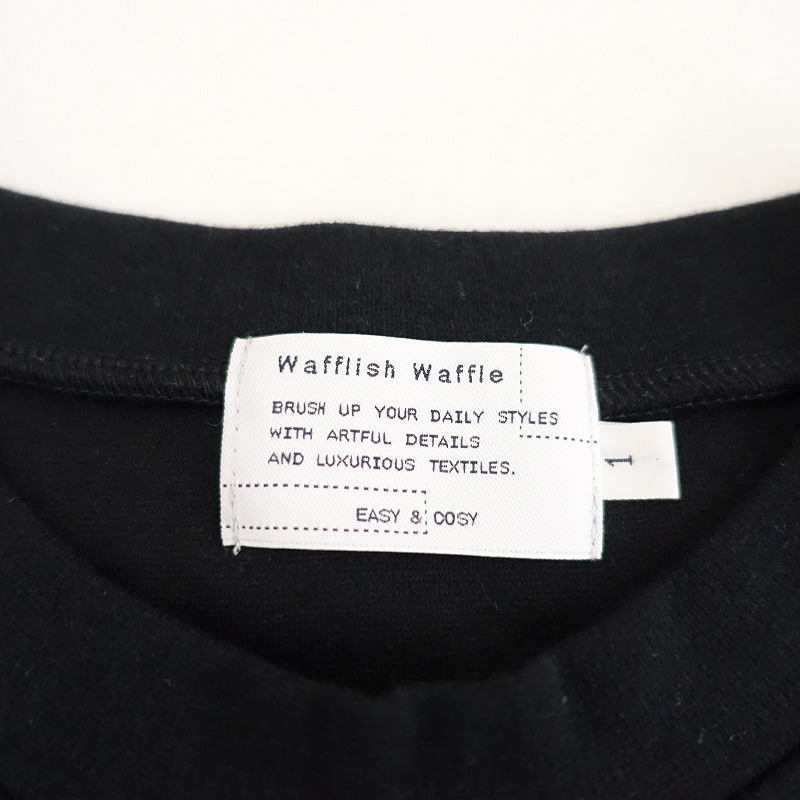 Wafflish Waffle
BRUSH UP YOUR DAILY STYLES
WITH ARTFUL DETAILS
AND LUXURIOUS TEXTILES.
EASY & COSY
1